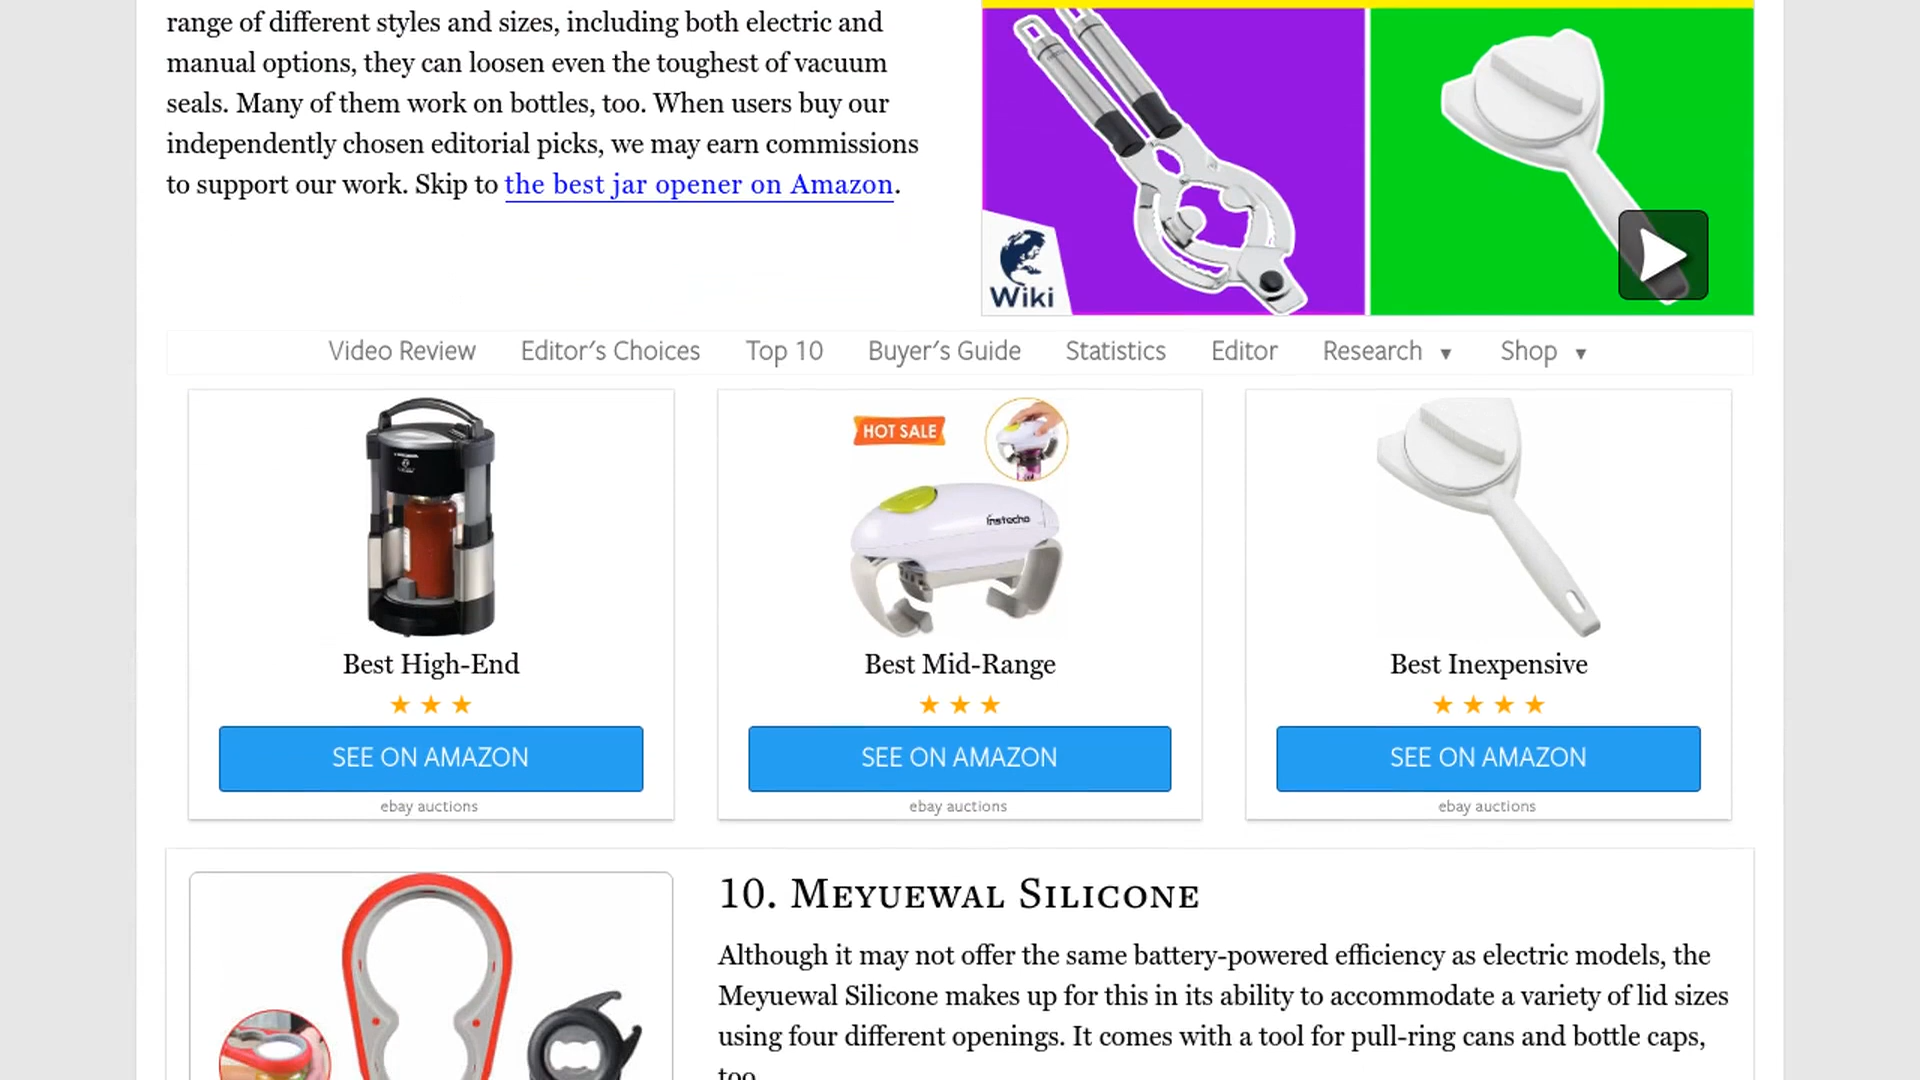 range of different styles and sizes, including both electric and
manual options, they can loosen even the toughest of vacuum
seals. Many of them work on bottles, too. When users buy our
independently chosen editorial picks, we may earn commissions
to support our work. Skip to the best jar opener on Amazon.
Wiki
Video Review Editor's Choices Top 10 Buyer's Guide Statistics Editor Research ▼ Shop ▼
HOT SALE
Instecho
Best High-End
SEE ON AMAZON
ebay auctions
Best Mid-Range
SEE ON AMAZON
ebay auctions
Best Inexpensive
SEE ON AMAZON
ebay auctions
10. Meyuewal Silicone
Although it may not offer the same battery-powered efficiency as electric models, the
Meyuewal Silicone makes up for this in its ability to accommodate a variety of lid sizes
using four different openings. It comes with a tool for pull-ring cans and bottle caps,
too.